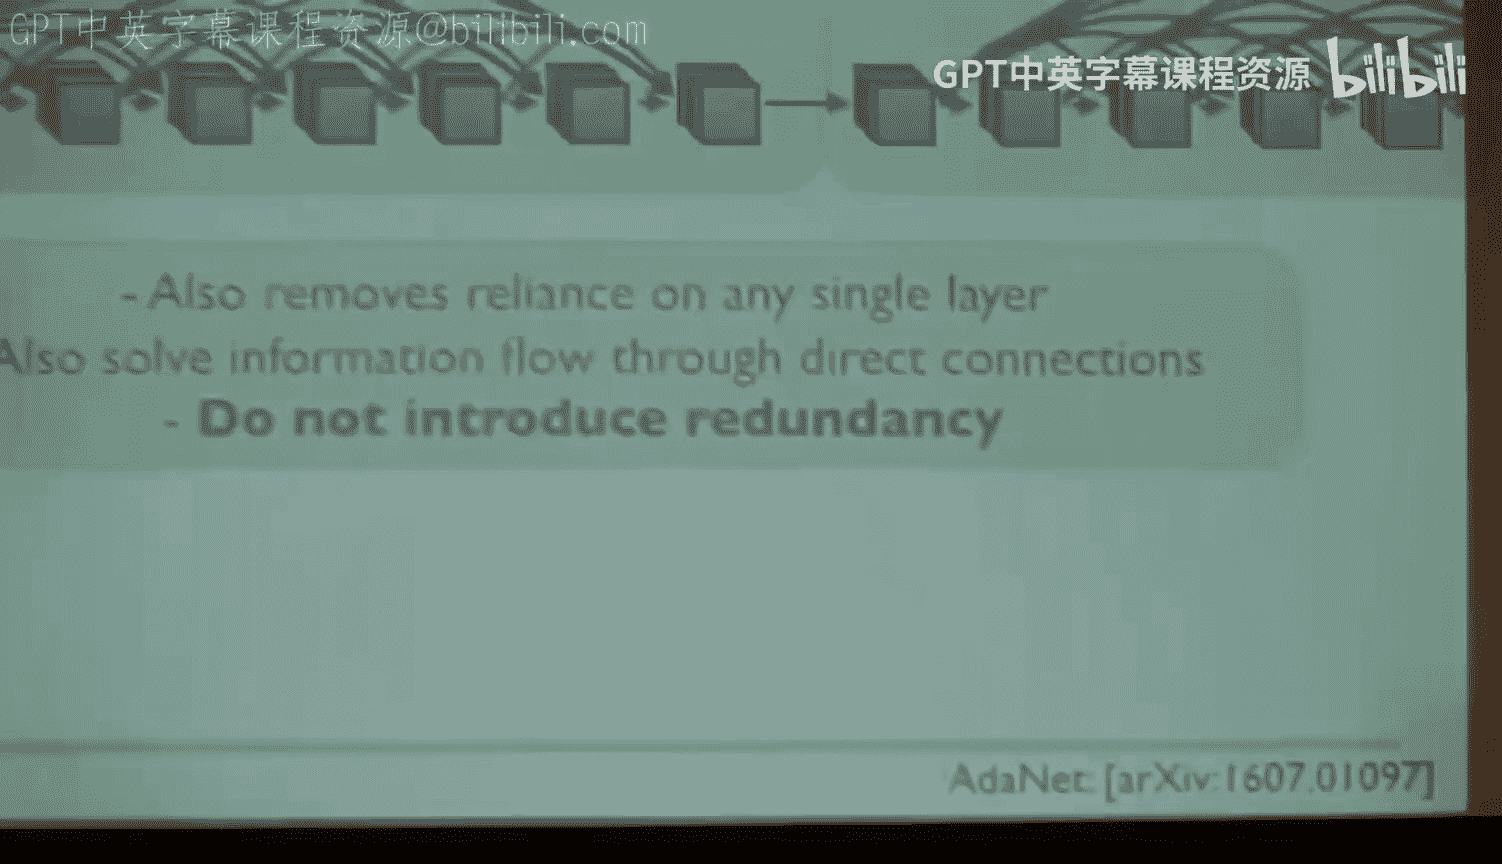 GPT中英字幕课程资源@bilibili.com
GPT中英字幕课程资源 bilibili
- Also removes reliance on any single layer
Also solve information flow through direct connections
- Do not introduce redundancy
AdaNet: [arXiv:1607.01097]